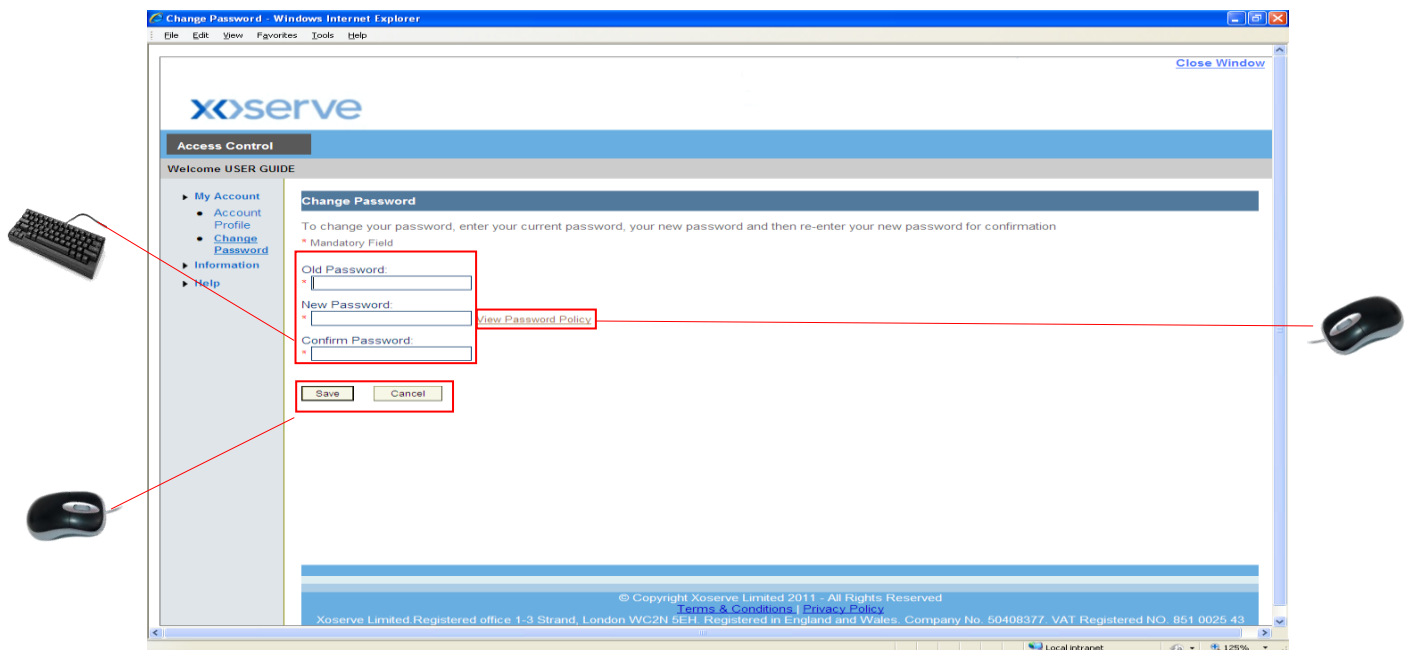 Change Password - Windows Internet Explorer
File Edit View Favorites Tools Help
Close Window
xoserve
Access Control
Welcome USER GUIDE
My Account
Account
Profile
Change
Password
Information
Help
Change Password
To change your password, enter your current password, your new password and then re-enter your new password for confirmation
* Mandatory Field
Old Password:
*
New Password:
* View Password Policy
Confirm Password:
*
Save Cancel
© Copyright Xoserve Limited 2011 - All Rights Reserved
Terms & Conditions | Privacy Policy
Xoserve Limited.Registered office 1-3 Strand, London WC2N 5EH. Registered in England and Wales. Company No. 50408377. VAT Registered NO. 851 0025 43
Local intranet 125%